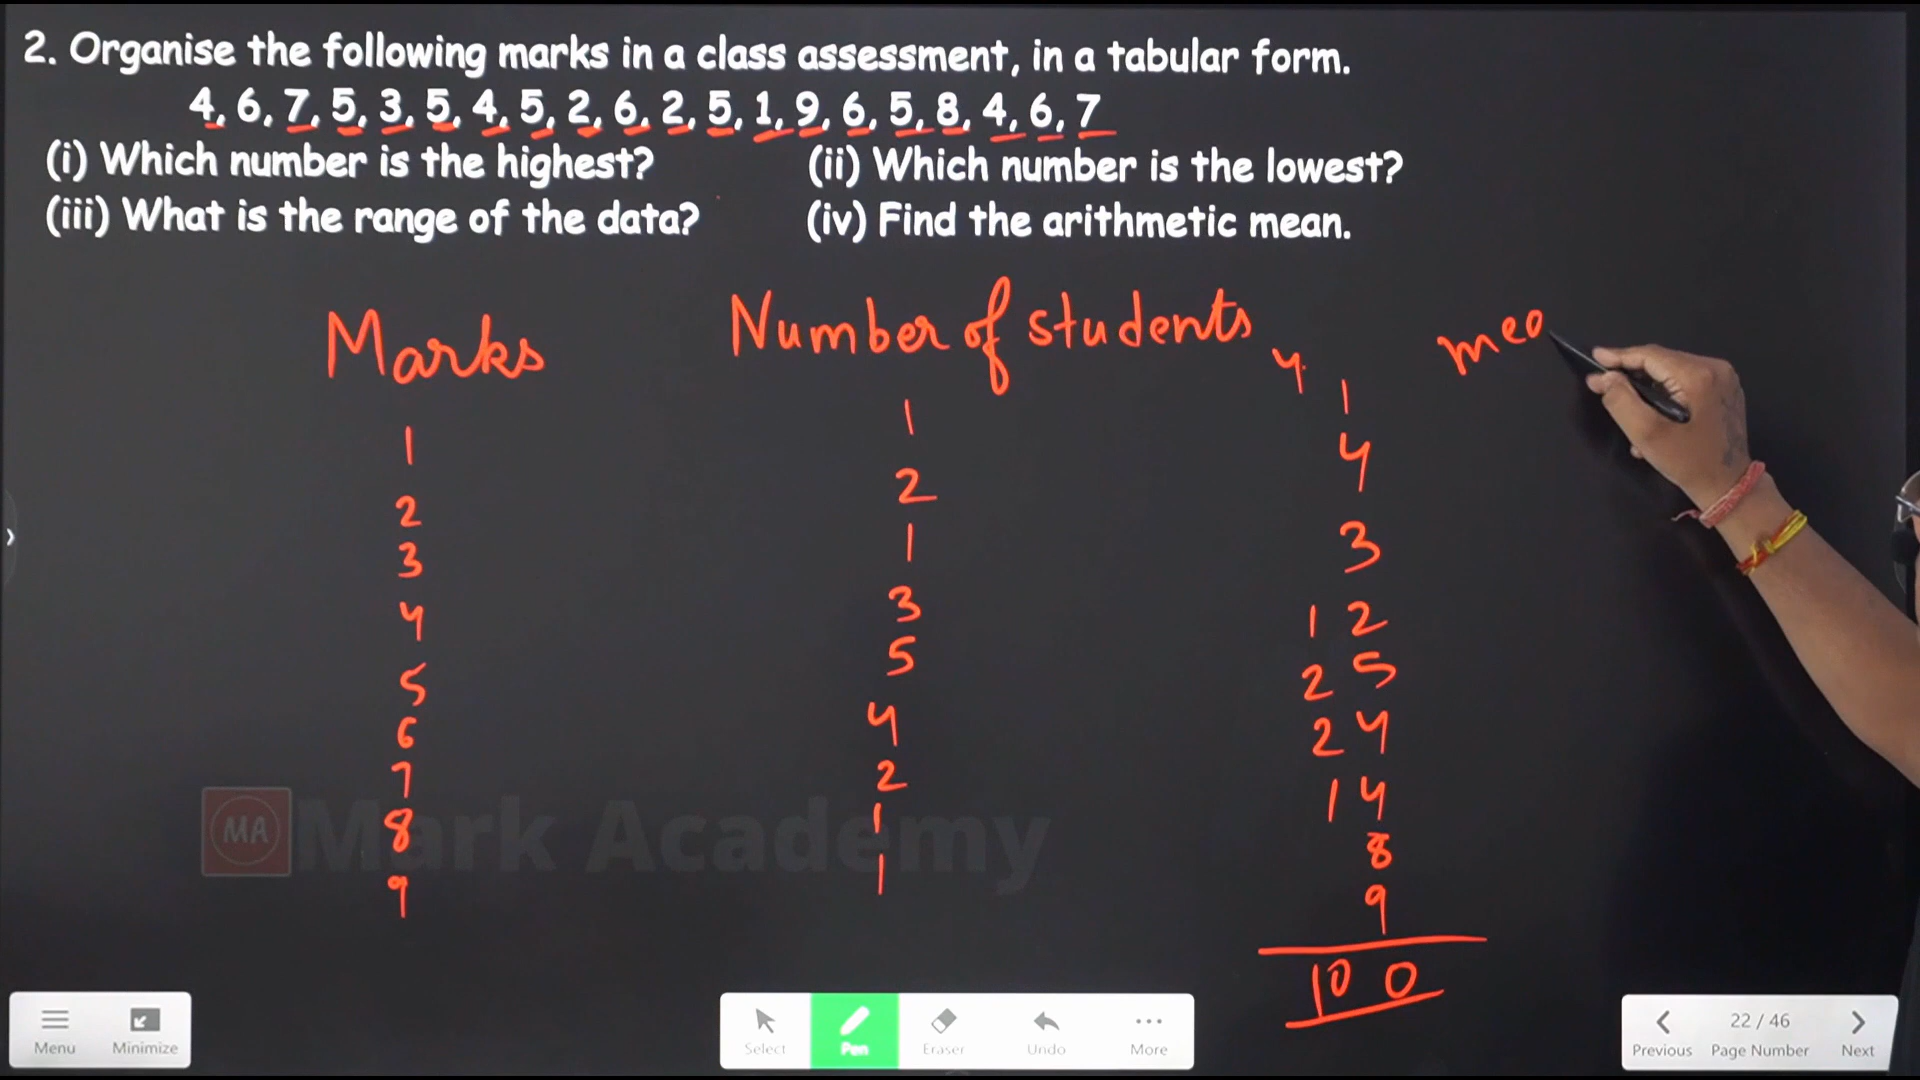 2. Organise the following marks in a class assessment, in a tabular form.
4, 6, 7, 5, 3, 5, 4, 5, 2, 6, 2, 5, 1, 9, 6, 5, 8, 4, 6, 7
(i) Which number is the highest? (ii) Which number is the lowest?
(iii) What is the range of the data? (iv) Find the arithmetic mean.
Marks Number of students 4 mea
1 1 1
2 2 4
3 1 3
4 3 12
5 5 25
6 4 24
7 2 14
8 1 8
9 1 9
100
MA Mark Academy
Menu Minimize Select Pen Eraser Undo More
22 / 46
Previous Page Number Next